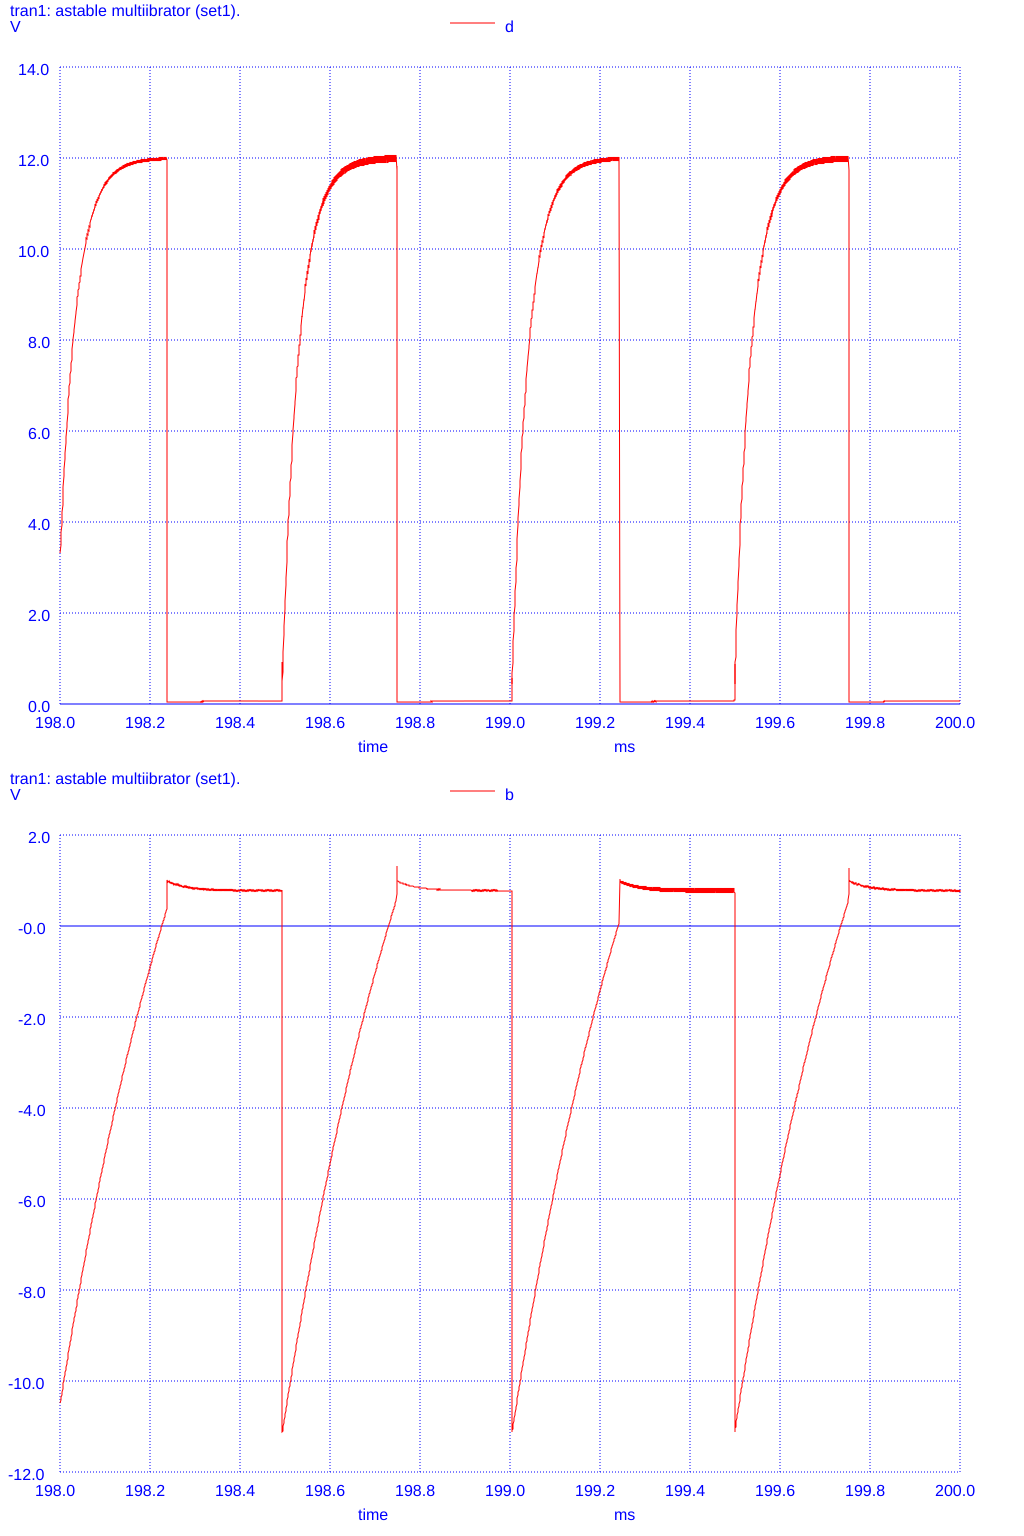 tran1: astable multiibrator (set1).
V d
14.0
12.0
10.0
8.0
6.0
4.0
2.0
0.0
198.0 198.2 198.4 198.6 198.8 199.0 199.2 199.4 199.6 199.8 200.0
time ms
tran1: astable multiibrator (set1).
V b
2.0
-0.0
-2.0
-4.0
-6.0
-8.0
-10.0
-12.0
198.0 198.2 198.4 198.6 198.8 199.0 199.2 199.4 199.6 199.8 200.0
time ms